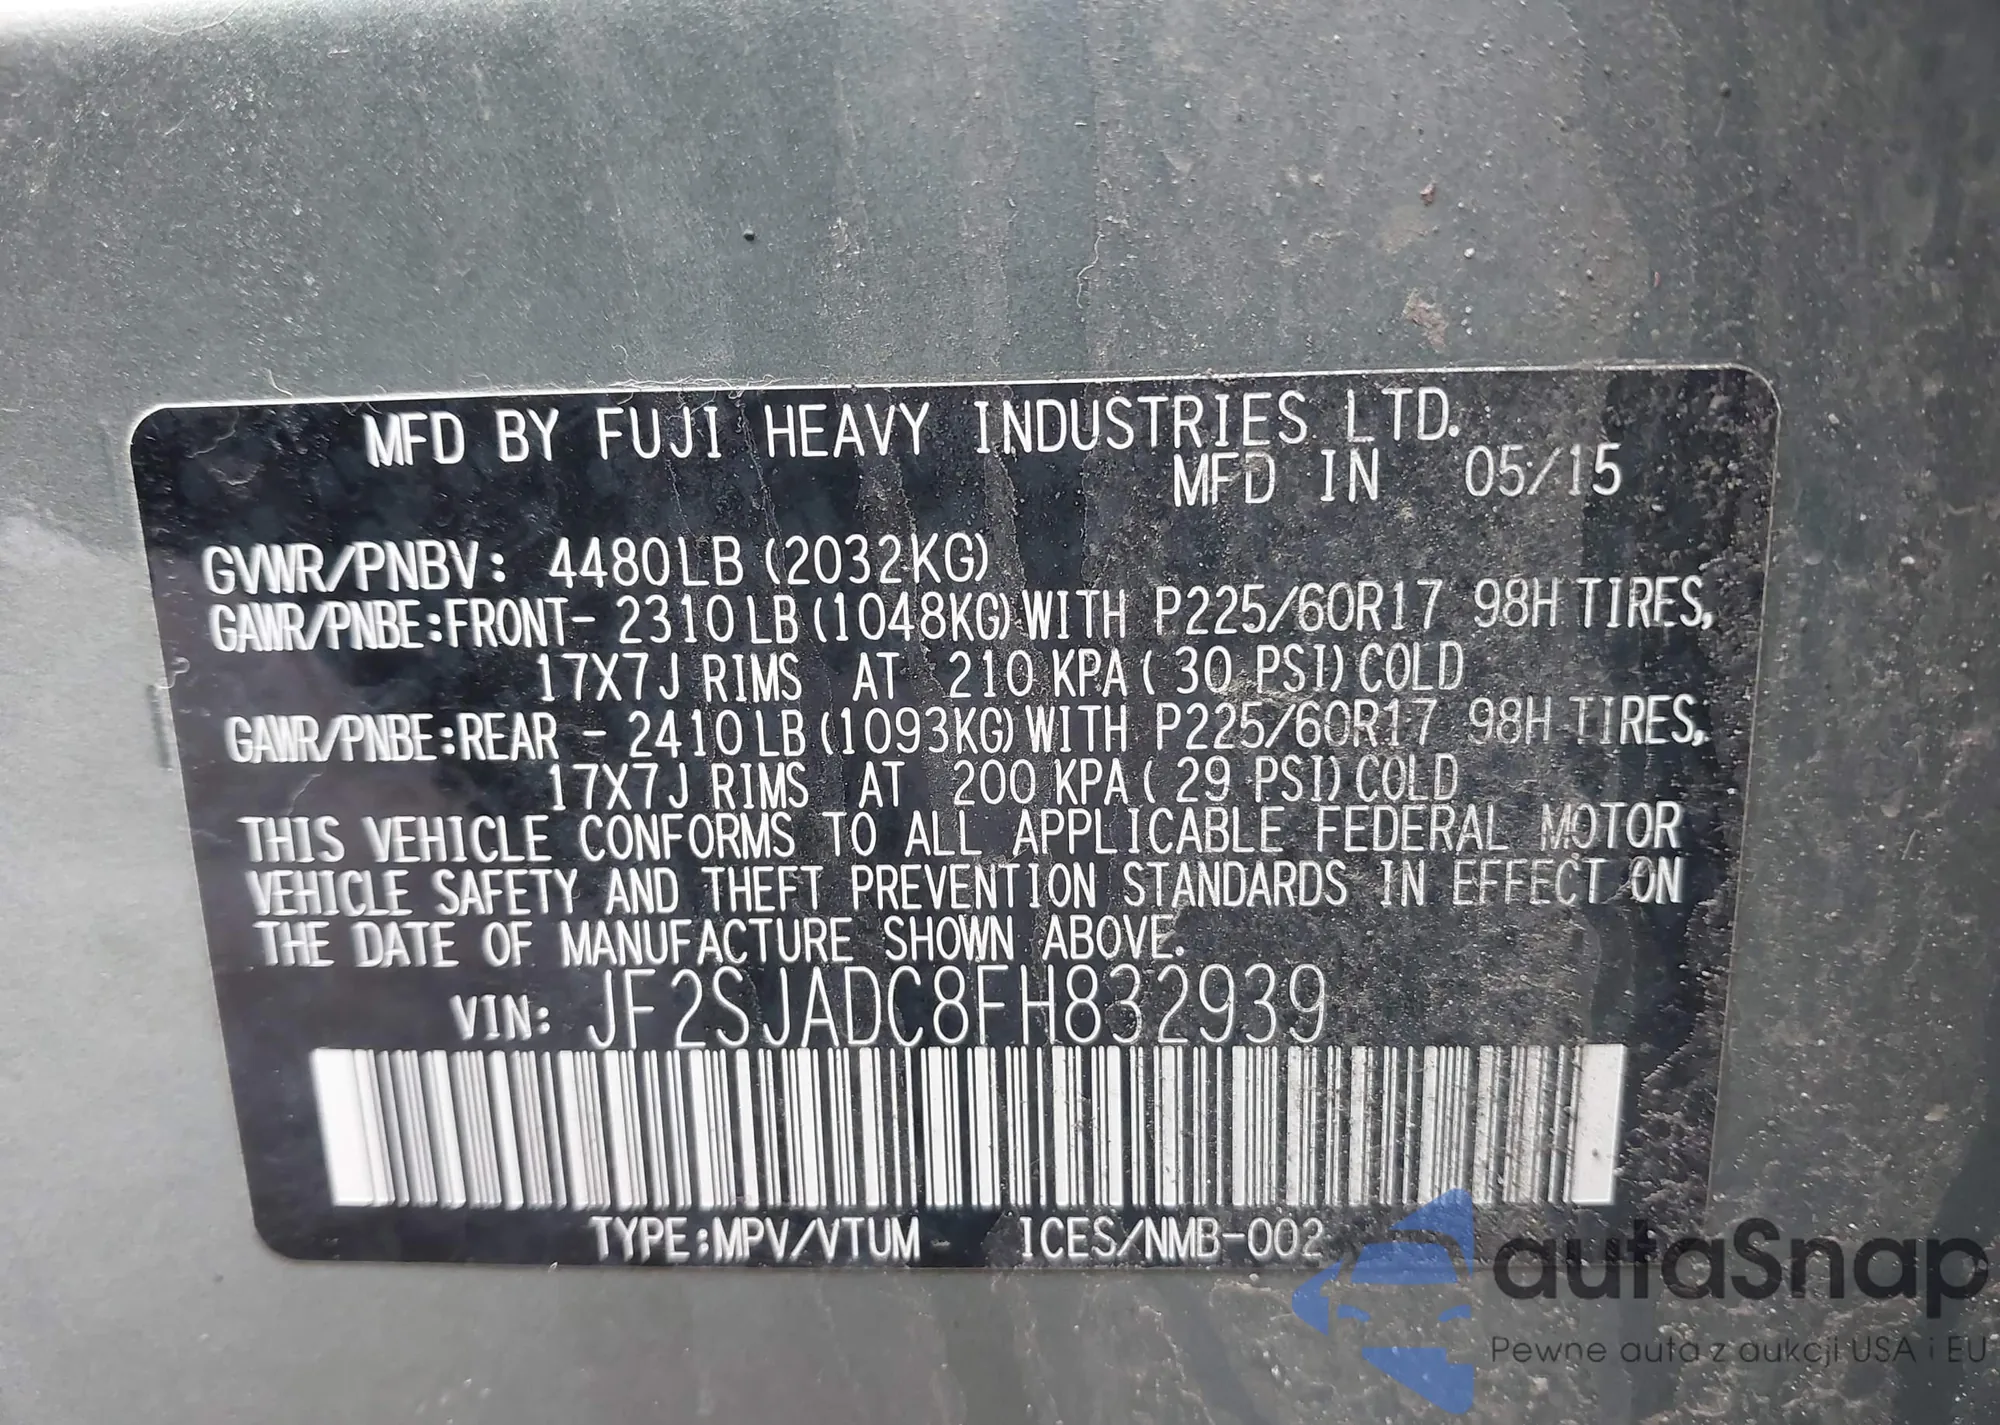 MFD BY FUJI HEAVY INDUSTRIES LTD.
MFD IN 05/15
GVWR/PNBV: 4480LB (2032KG)
GAWR/PNBE:FRONT- 2310LB (1048KG) WITH P225/60R17 98H TIRES,
17X7J RIMS AT 210 KPA ( 30 PSI) COLD
GAWR/PNBE:REAR - 2410LB (1093KG) WITH P225/60R17 98H TIRES,
17X7J RIMS AT 200 KPA ( 29 PSI) COLD
THIS VEHICLE CONFORMS TO ALL APPLICABLE FEDERAL MOTOR
VEHICLE SAFETY AND THEFT PREVENTION STANDARDS IN EFFECT ON
THE DATE OF MANUFACTURE SHOWN ABOVE.
VIN: JF2SJADC8FH832939
TYPE:MPV/VTUM ICES/NMB-002
autaSnap
Pewne auta z aukcji USA i EU